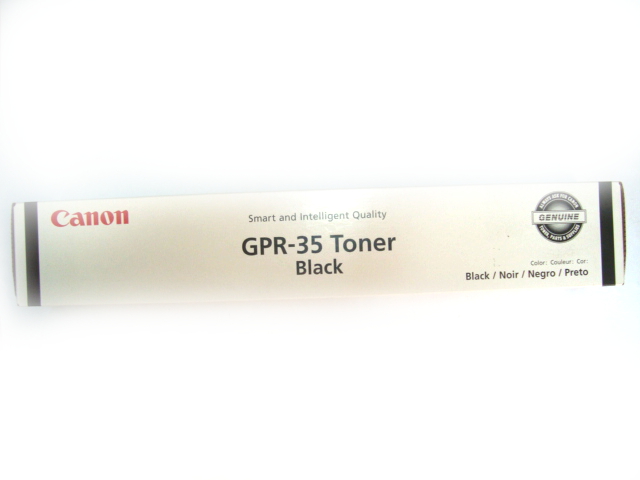 Canon
Smart and Intelligent Quality
GPR-35 Toner
Black
GENUINE
Color: Couleur: Cor:
Black / Noir / Negro / Preto